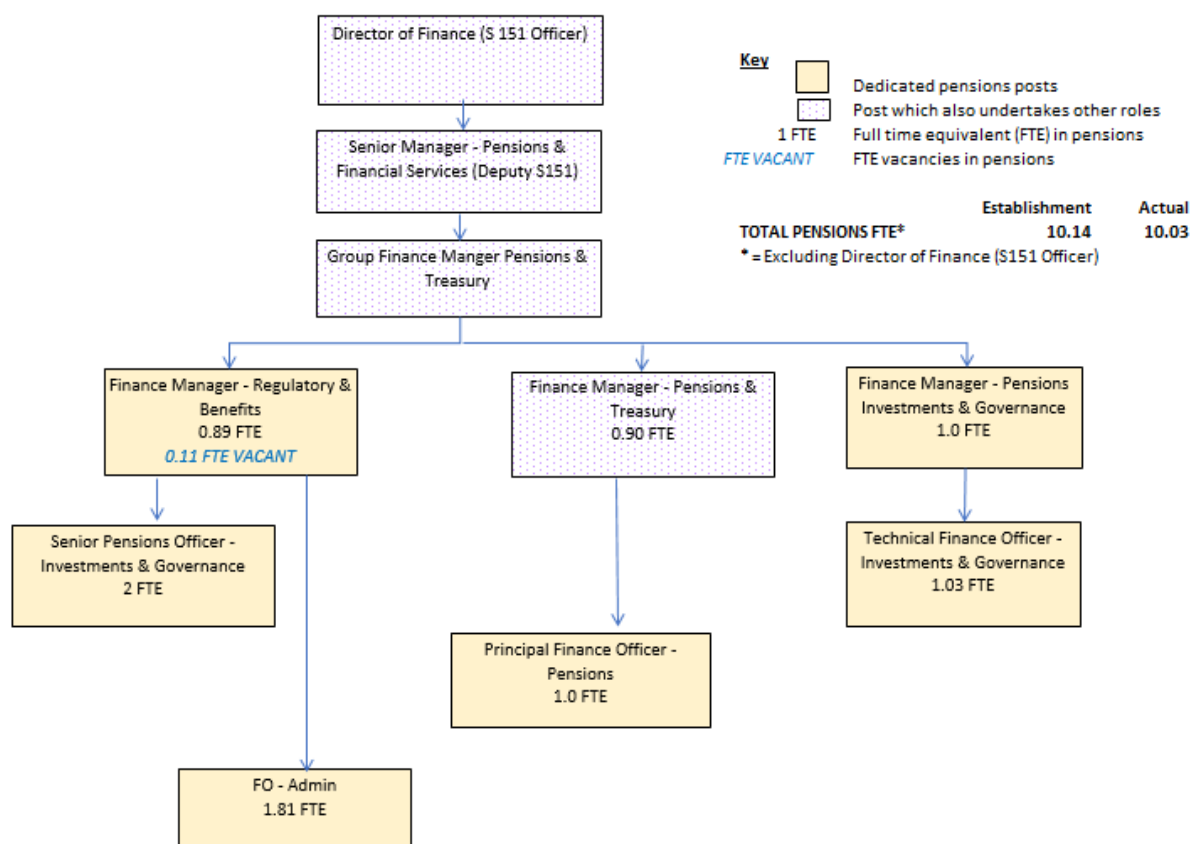 Director of Finance (S 151 Officer)
Senior Manager - Pensions &
Financial Services (Deputy S151)
Group Finance Manger Pensions &
Treasury
Key
Dedicated pensions posts
Post which also undertakes other roles
1 FTE Full time equivalent (FTE) in pensions
FTE VACANT FTE vacancies in pensions
Establishment Actual
TOTAL PENSIONS FTE* 10.14 10.03
* = Excluding Director of Finance (S151 Officer)
Finance Manager - Regulatory &
Benefits
0.89 FTE
0.11 FTE VACANT
Finance Manager - Pensions &
Treasury
0.90 FTE
Finance Manager - Pensions
Investments & Governance
1.0 FTE
Senior Pensions Officer -
Investments & Governance
2 FTE
Technical Finance Officer -
Investments & Governance
1.03 FTE
Principal Finance Officer -
Pensions
1.0 FTE
FO - Admin
1.81 FTE